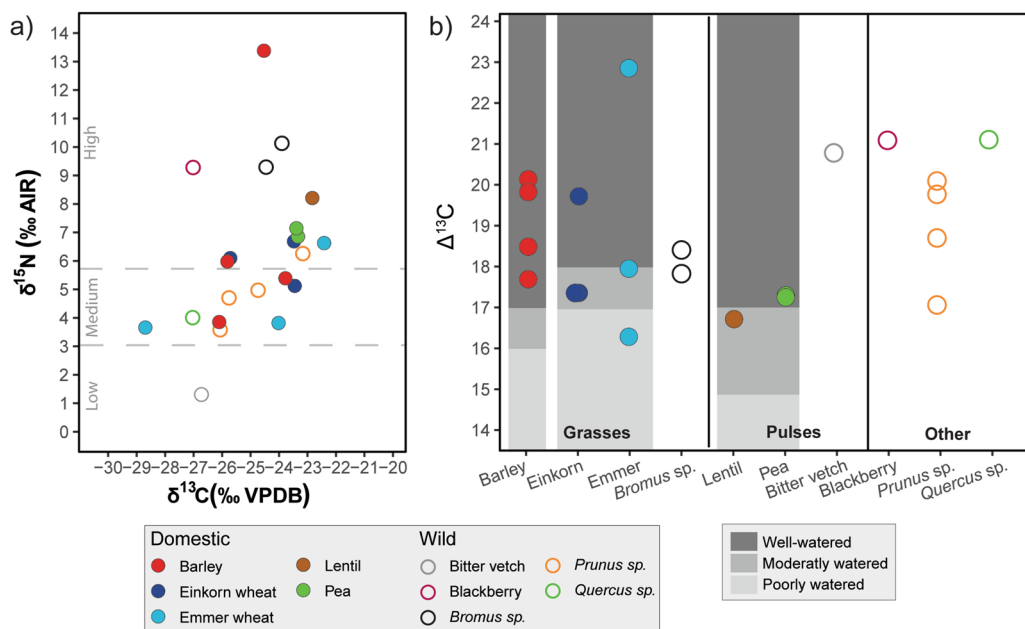 a)
δ¹⁵N (‰ AIR)
14
13
12
11
10
9
8
7
6
5
4
3
2
1
0
High
Medium
Low
−30 −29 −28 −27 −26 −25 −24 −23 −22 −21 −20
δ¹³C(‰ VPDB)
b)
Δ¹³C
24
23
22
21
20
19
18
17
16
15
14
Grasses Pulses Other
Barley
Einkorn
Emmer
Bromus sp.
Lentil
Pea
Bitter vetch
Blackberry
Prunus sp.
Quercus sp.
Domestic
Barley
Einkorn wheat
Emmer wheat
Lentil
Pea
Wild
Bitter vetch
Blackberry
Bromus sp.
Prunus sp.
Quercus sp.
Well-watered
Moderately watered
Poorly watered